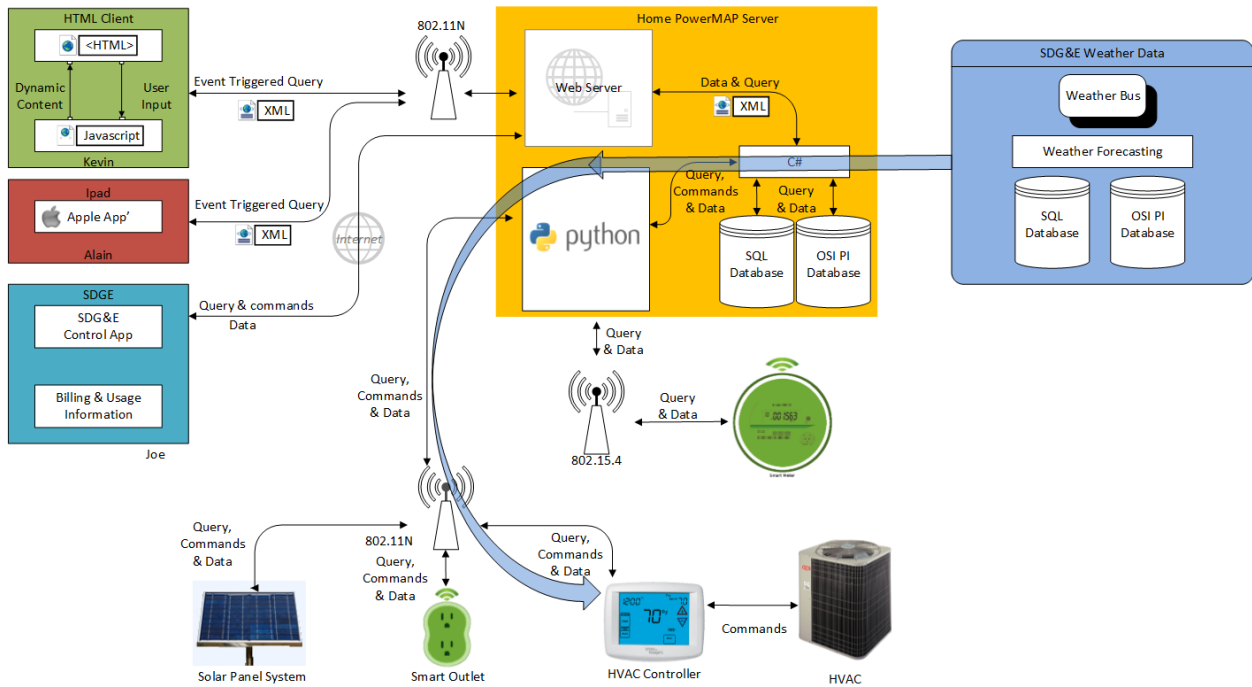 HTML Client
<HTML>
Dynamic
Content
User
Input
Javascript
Kevin
Ipad
Apple App'
Alain
SDGE
SDG&E
Control App
Billing & Usage
Information
Joe
Event Triggered Query
XML
Event Triggered Query
XML
Internet
Query & commands
Data
802.11N
Home PowerMAP Server
Web Server
Data & Query
XML
C#
Query,
Commands
& Data
Query
& Data
python
SQL
Database
OSI PI
Database
SDG&E Weather Data
Weather Bus
Weather Forecasting
SQL
Database
OSI PI
Database
Query
& Data
Query,
Commands
& Data
Query
& Data
802.15.4
001563
Smart Meter
Query,
Commands
& Data
802.11N
Query,
Commands
& Data
Query,
Commands
& Data
70
Commands
Solar Panel System
Smart Outlet
HVAC Controller
HVAC